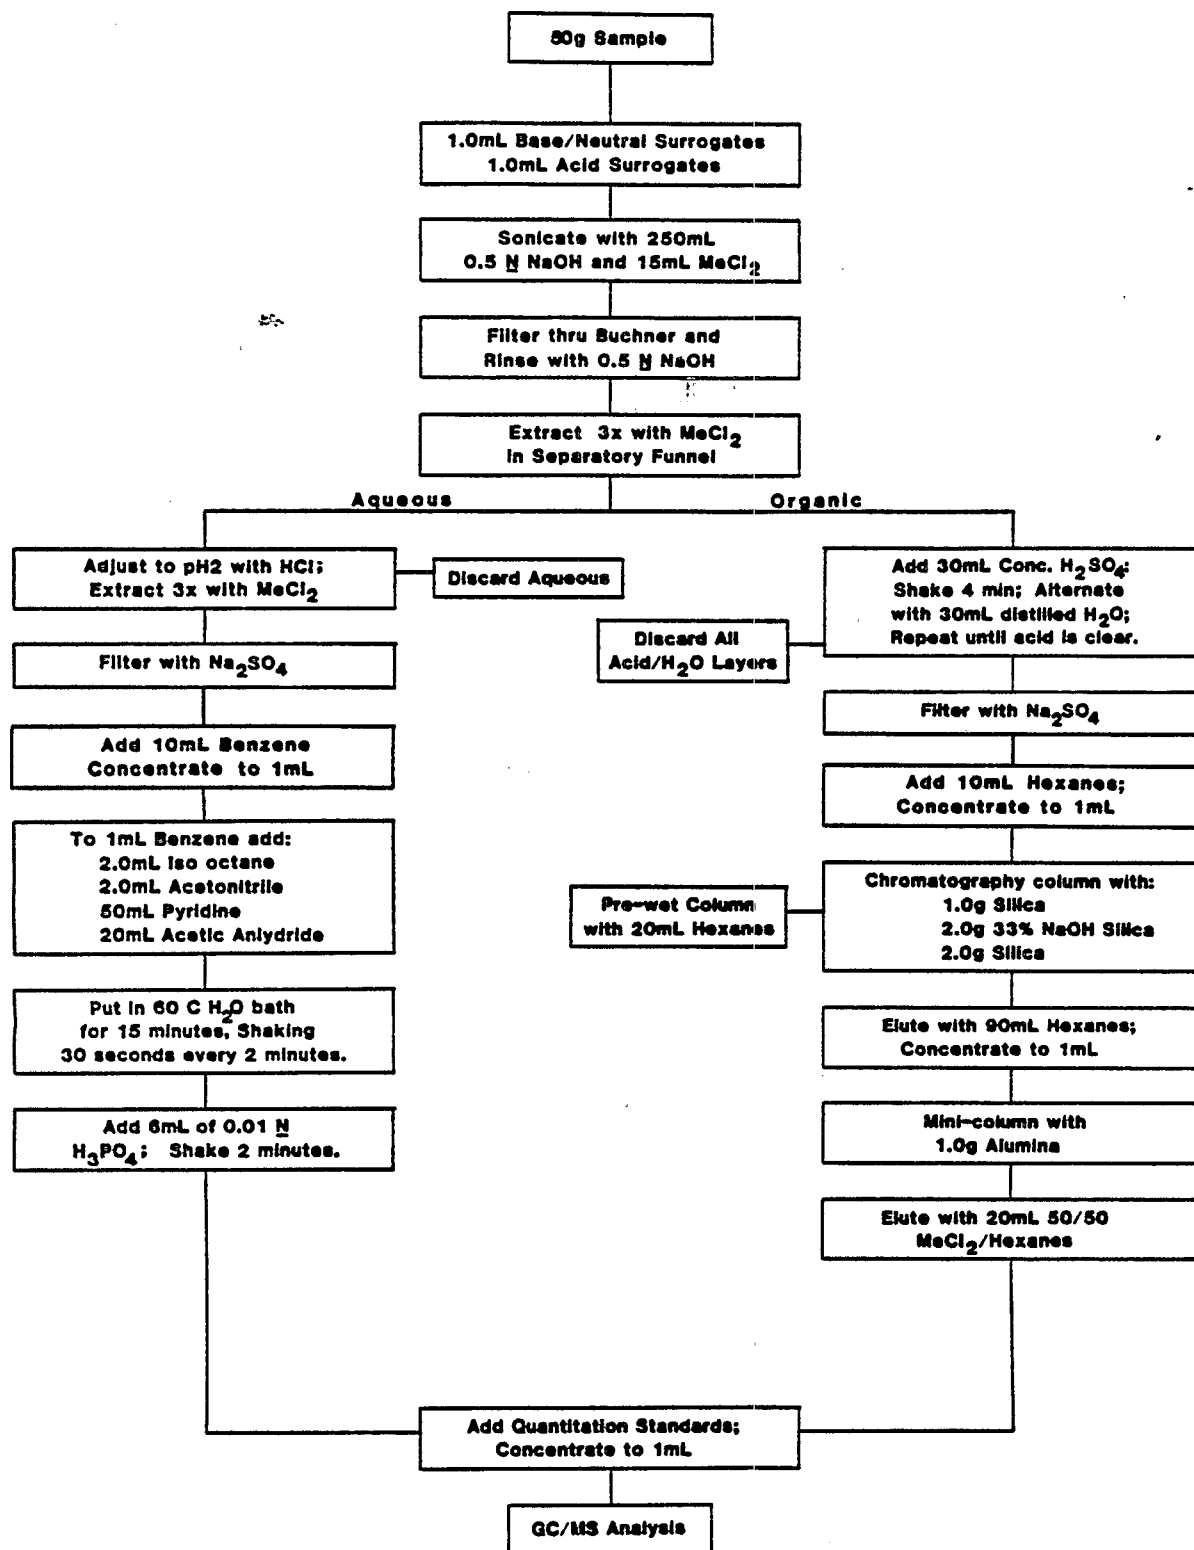 50g Sample
1.0mL Base/Neutral Surrogates
1.0mL Acid Surrogates
Sonicate with 250mL
0.5 N NaOH and 15mL MeCl2
Filter thru Buchner and
Rinse with 0.5 N NaOH
Extract 3x with MeCl2
in Separatory Funnel
Aqueous
Organic
Adjust to pH2 with HCl;
Extract 3x with MeCl2
Discard Aqueous
Filter with Na2SO4
Add 10mL Benzene
Concentrate to 1mL
To 1mL Benzene add:
2.0mL Iso octane
2.0mL Acetonitrile
50mL Pyridine
20mL Acetic Anlydride
Put in 60 C H2O bath
for 15 minutes, Shaking
30 seconds every 2 minutes.
Add 6mL of 0.01 N
H3PO4; Shake 2 minutes.
Add 30mL Conc. H2SO4:
Shake 4 min; Alternate
with 30mL distilled H2O;
Repeat until acid is clear.
Discard All
Acid/H2O Layers
Filter with Na2SO4
Add 10mL Hexanes;
Concentrate to 1mL
Chromatography column with:
1.0g Silica
2.0g 33% NaOH Silica
2.0g Silica
Pre-wet Column
with 20mL Hexanes
Elute with 90mL Hexanes;
Concentrate to 1mL
Mini-column with
1.0g Alumina
Elute with 20mL 50/50
MeCl2/Hexanes
Add Quantitation Standards;
Concentrate to 1mL
GC/MS Analysis